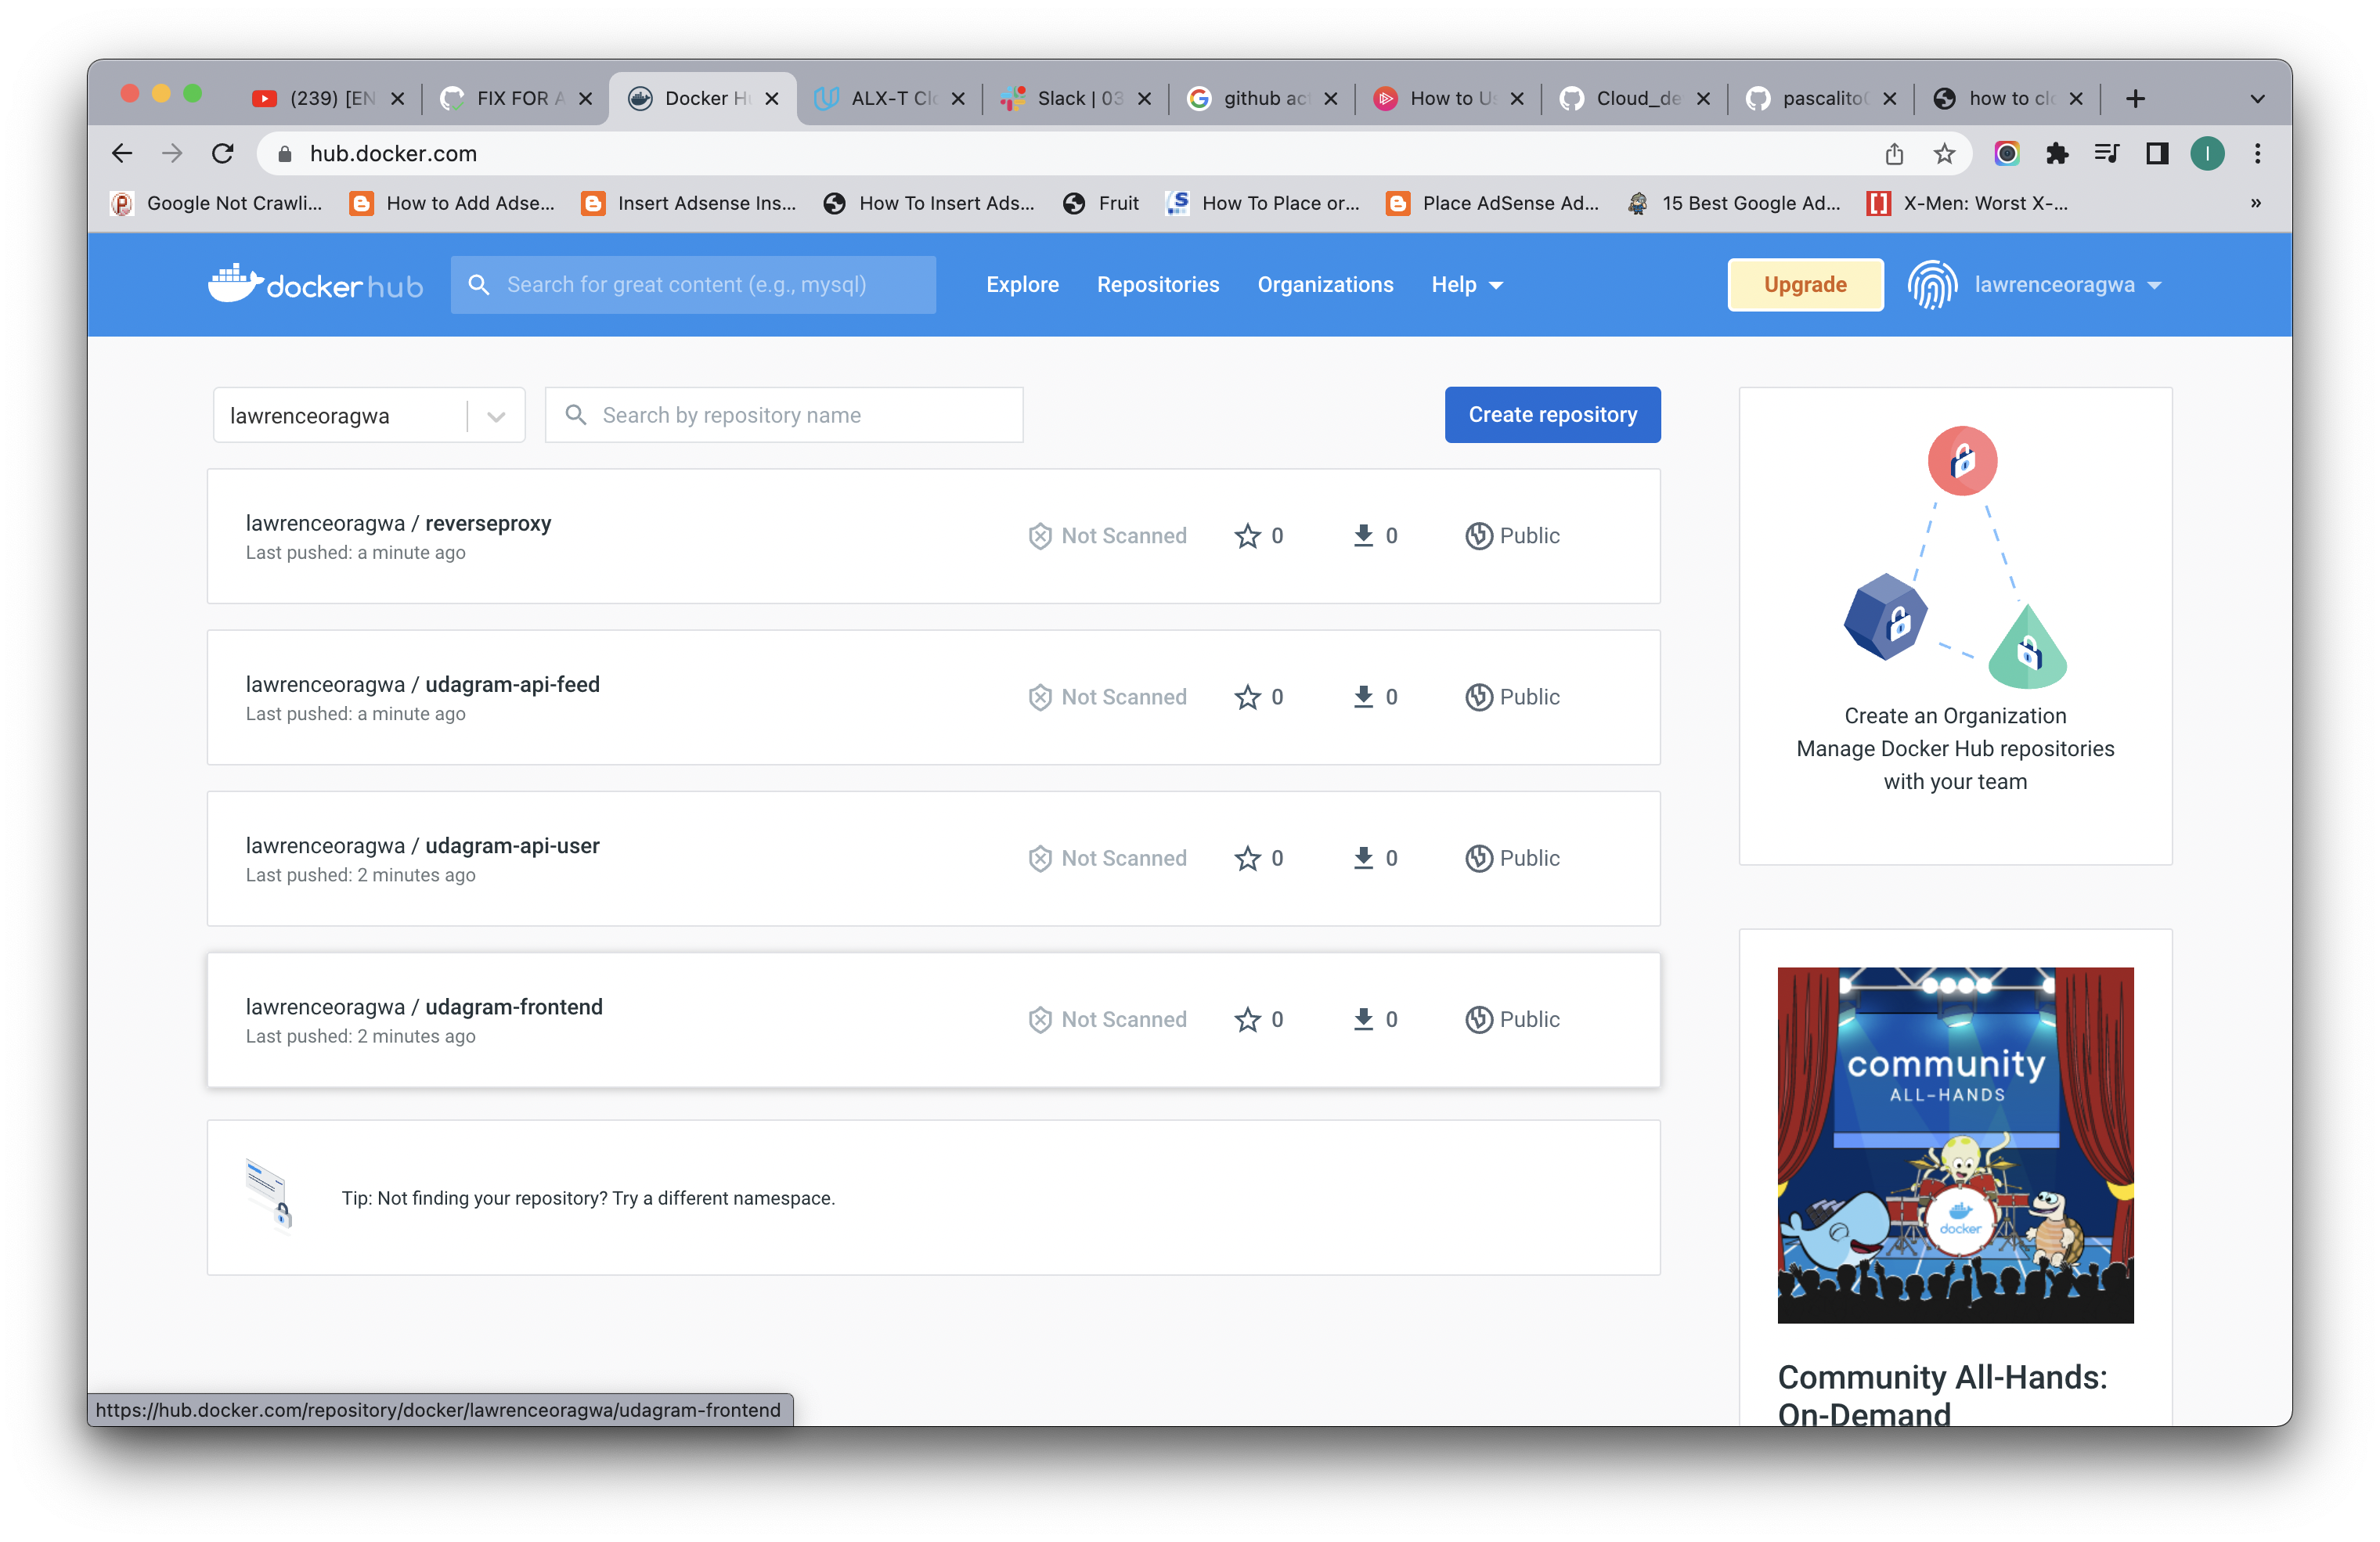 (239) [EN
FIX FOR A
Docker Hu
ALX-T Clo
Slack | 03
github act
How to Us
Cloud_de
pascalito
how to clo
hub.docker.com
I
Google Not Crawli...
How to Add Adse...
Insert Adsense Ins...
How To Insert Ads...
Fruit
How To Place or...
Place AdSense Ad...
15 Best Google Ad...
X-Men: Worst X-...
»
docker hub
Search for great content (e.g., mysql)
Explore
Repositories
Organizations
Help
Upgrade
lawrenceoragwa
lawrenceoragwa
Search by repository name
Create repository
lawrenceoragwa / reverseproxy
Last pushed: a minute ago
Not Scanned
0
0
Public
lawrenceoragwa / udagram-api-feed
Last pushed: a minute ago
Not Scanned
0
0
Public
lawrenceoragwa / udagram-api-user
Last pushed: 2 minutes ago
Not Scanned
0
0
Public
lawrenceoragwa / udagram-frontend
Last pushed: 2 minutes ago
Not Scanned
0
0
Public
Tip: Not finding your repository? Try a different namespace.
Create an Organization
Manage Docker Hub repositories
with your team
community
ALL-HANDS
docker
Community All-Hands:
On-Demand
https://hub.docker.com/repository/docker/lawrenceoragwa/udagram-frontend